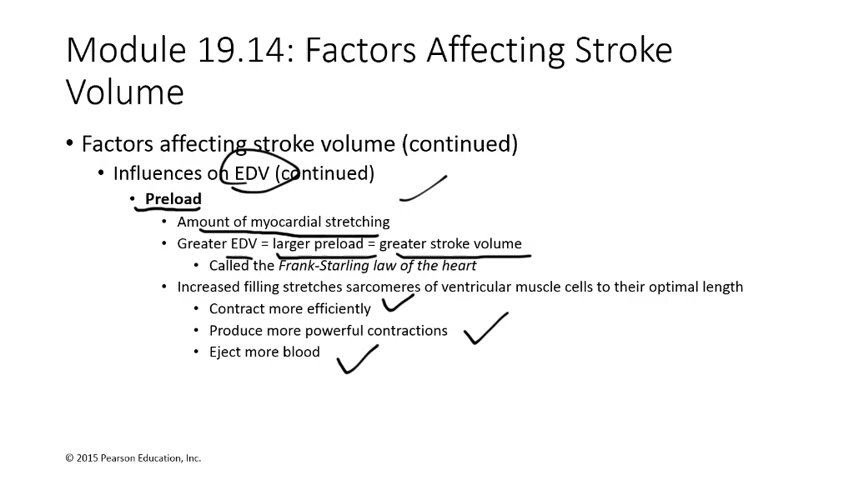 Module 19.14: Factors Affecting Stroke
Volume
• Factors affecting stroke volume (continued)
• Influences on EDV (continued)
• Preload
• Amount of myocardial stretching
• Greater EDV = larger preload = greater stroke volume
• Called the Frank-Starling law of the heart
• Increased filling stretches sarcomeres of ventricular muscle cells to their optimal length
• Contract more efficiently
• Produce more powerful contractions
• Eject more blood
© 2015 Pearson Education, Inc.